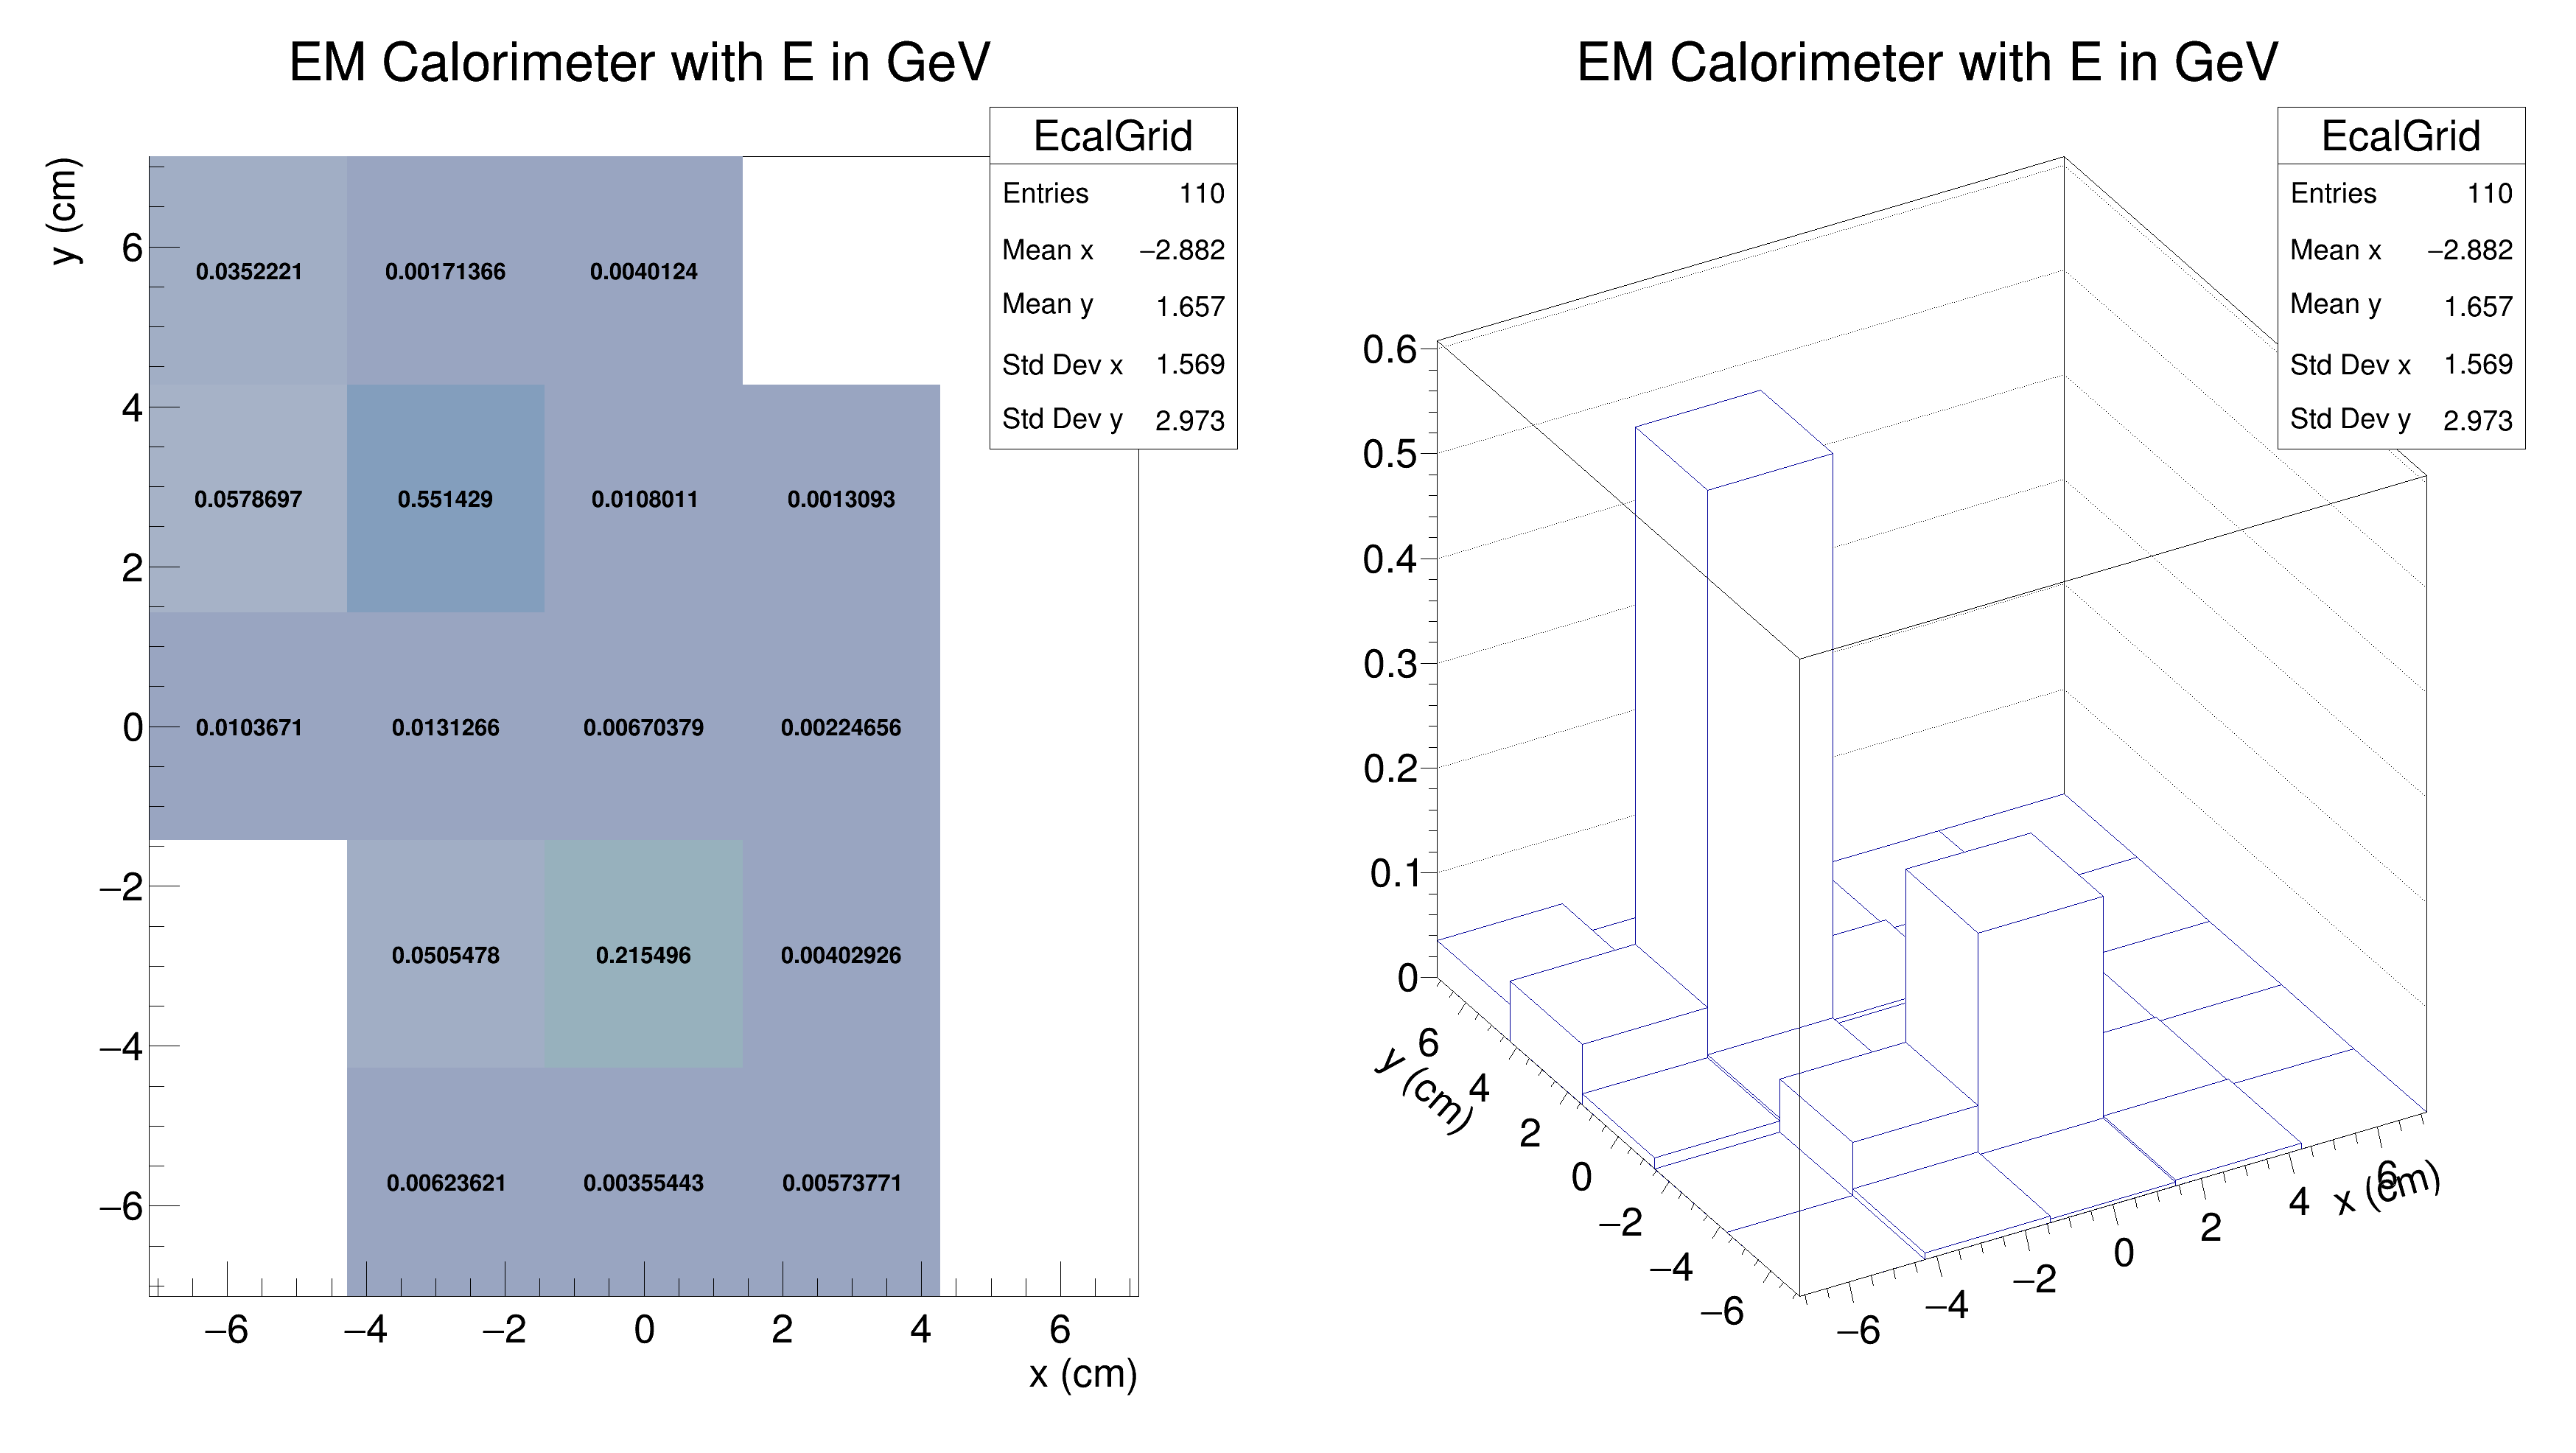 EM Calorimeter with E in GeV
EcalGrid
Entries 110
Mean x −2.882
Mean y 1.657
Std Dev x 1.569
Std Dev y 2.973
y (cm)
6
4
2
0
−2
−4
−6
0.0352221 0.00171366 0.0040124
0.0578697 0.551429 0.0108011 0.0013093
0.0103671 0.0131266 0.00670379 0.00224656
0.0505478 0.215496 0.00402926
0.00623621 0.00355443 0.00573771
−6 −4 −2 0 2 4 6
x (cm)
EM Calorimeter with E in GeV
EcalGrid
Entries 110
Mean x −2.882
Mean y 1.657
Std Dev x 1.569
Std Dev y 2.973
0.6
0.5
0.4
0.3
0.2
0.1
0
y (cm)
6
4
2
0
−2
−4
−6
−6 −4 −2 0 2 4 6
x (cm)